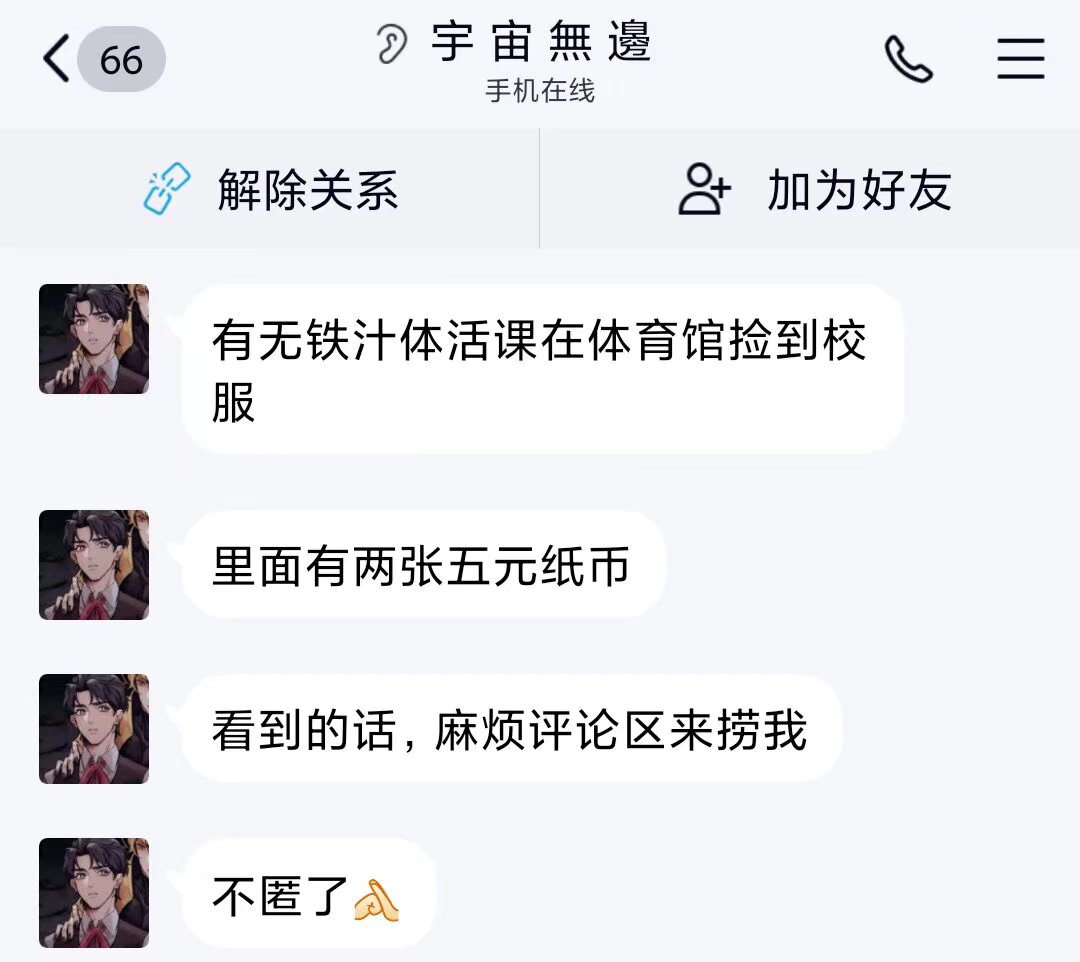 66
宇宙無邊
手机在线
解除关系
加为好友
有无铁汁体活课在体育馆捡到校
服
里面有两张五元纸币
看到的话，麻烦评论区来捞我
不匿了